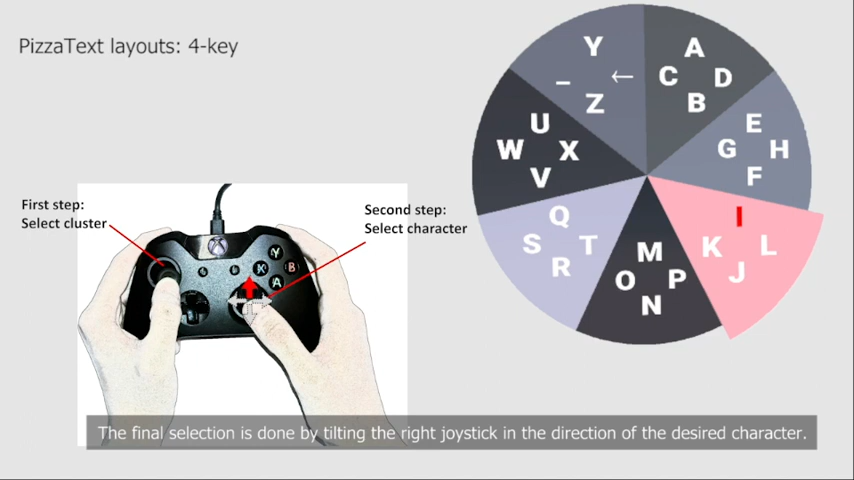 PizzaText layouts: 4-key
Y
_ ←
Z
A
C D
B
E
G H
F
I
K L
J
M
O P
N
Q
S T
R
U
W X
V
First step:
Select cluster
Second step:
Select character
Y
X B
A
The final selection is done by tilting the right joystick in the direction of the desired character.